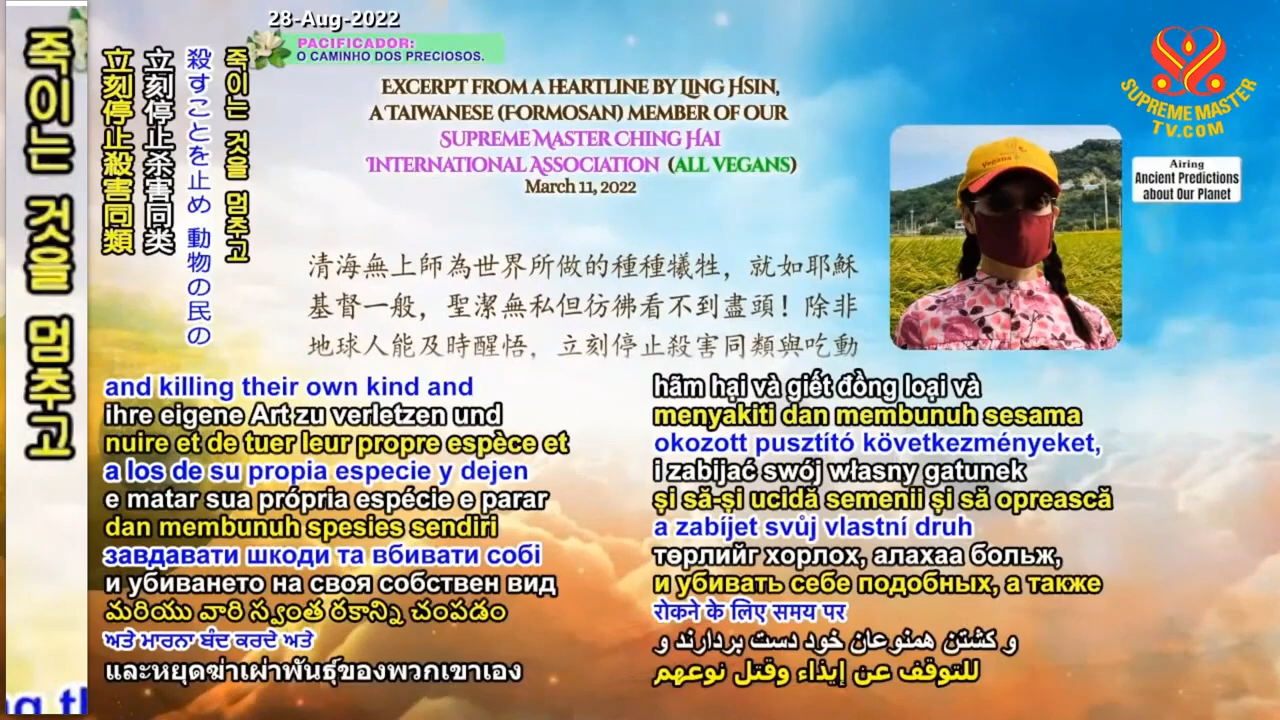 28-Aug-2022
PACIFICADOR:
O CAMINHO DOS PRECIOSOS.
EXCERPT FROM A HEARTLINE BY LING HSIN,
A TAIWANESE (FORMOSAN) MEMBER OF OUR
SUPREME MASTER CHING HAI
INTERNATIONAL ASSOCIATION (ALL VEGANS)
March 11, 2022
SUPREME MASTER
TV.COM
Airing
Ancient Predictions
about Our Planet
죽이는 것을 멈추고
立刻停止殺害同類
立刻停止杀害同类
殺すことを止め 動物の民の
죽이는 것을 멈추고
清海無上師為世界所做的種種犧牲，就如耶穌
基督一般，聖潔無私但彷彿看不到盡頭！除非
地球人能及時醒悟，立刻停止殺害同類與吃動
and killing their own kind and
ihre eigene Art zu verletzen und
nuire et de tuer leur propre espèce et
a los de su propia especie y dejen
e matar sua própria espécie e parar
dan membunuh spesies sendiri
завдавати шкоди та вбивати собі
и убиването на своя собствен вид
మరియు వారి స్వంత రకాన్ని చంపడం
ਅਤੇ ਮਾਰਨਾ ਬੰਦ ਕਰਦੇ ਅਤੇ
และหยุดฆ่าเผ่าพันธุ์ของพวกเขาเอง
hãm hại và giết đồng loại và
menyakiti dan membunuh sesama
okozott pusztító következményeket,
i zabijać swój własny gatunek
și să-și ucidă semenii și să oprească
a zabíjet svůj vlastní druh
төрлийг хорлох, алахаа больж,
и убивать себе подобных, а также
रोकने के लिए समय पर
و کشتن همنوعان خود دست بردارند و
للتوقف عن إيذاء وقتل نوعهم